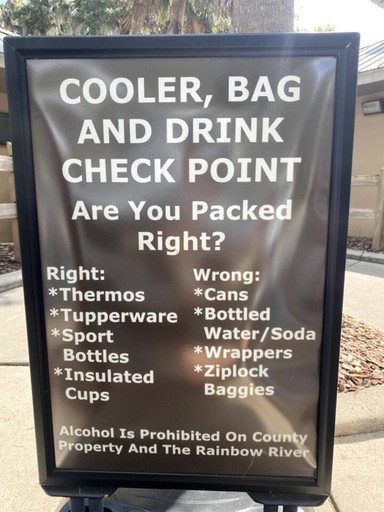 COOLER, BAG
AND DRINK
CHECK POINT
Are You Packed
Right?
Right:
*Thermos
*Tupperware
*Sport
Bottles
*Insulated
Cups
Wrong:
*Cans
*Bottled
Water/Soda
*Wrappers
*Ziplock
Baggies
Alcohol Is Prohibited On County
Property And The Rainbow River